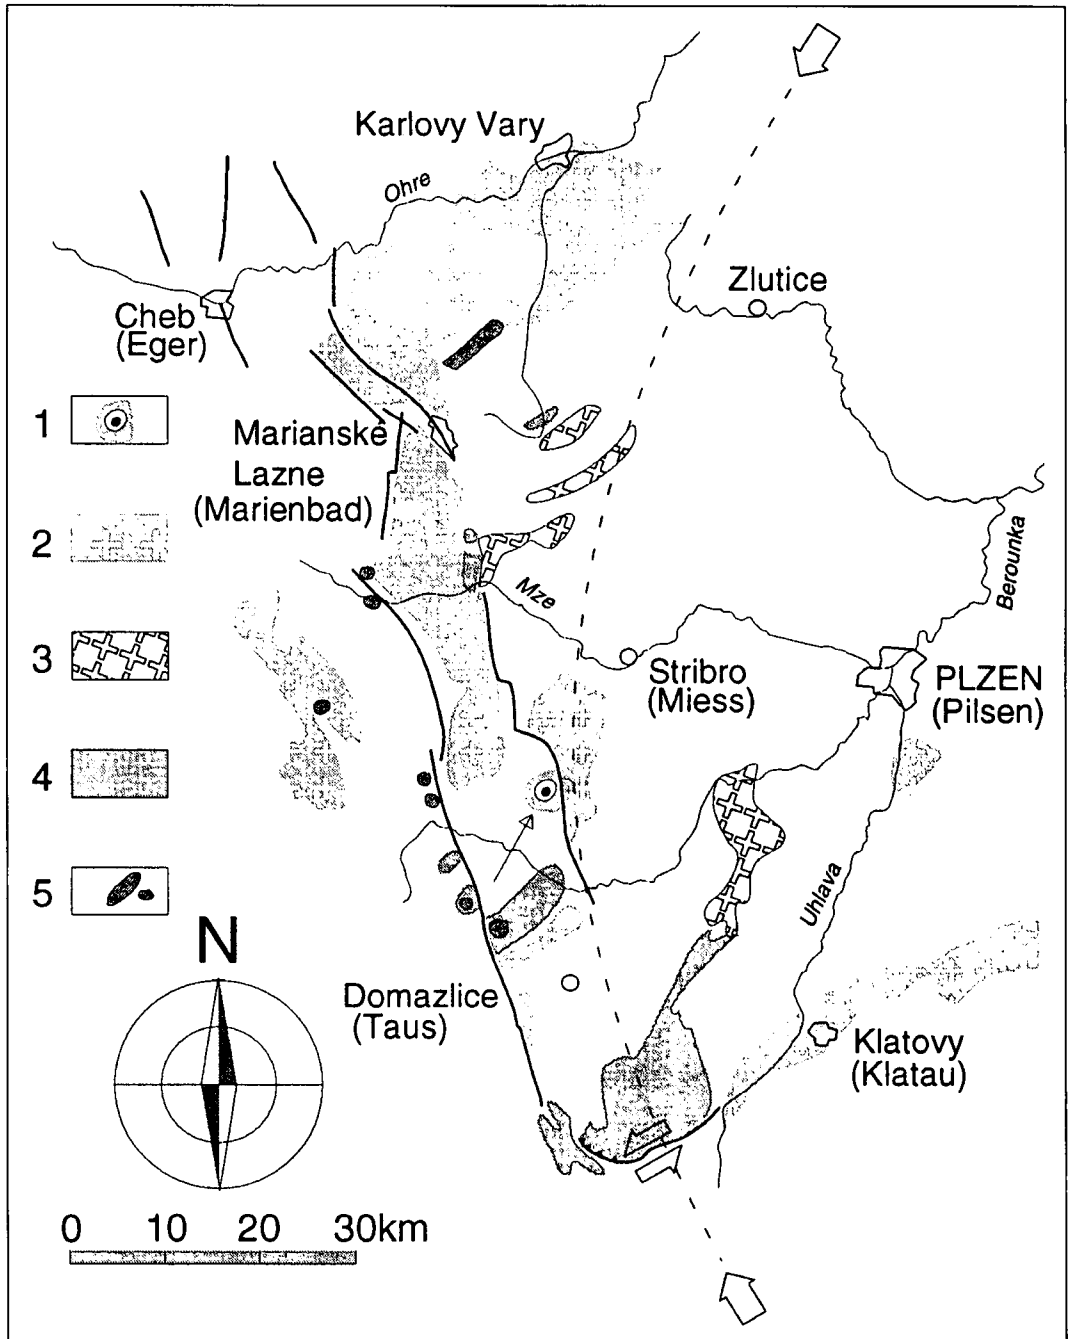 Karlovy Vary
Ohre
Zlutice
Cheb
(Eger)
1
Marianske
Lazne
(Marienbad)
2
Mze
Berounka
3
Stribro
(Miess)
PLZEN
(Pilsen)
4
5
Uhlava
N
Domazlice
(Taus)
Klatovy
(Klatau)
0 10 20 30km